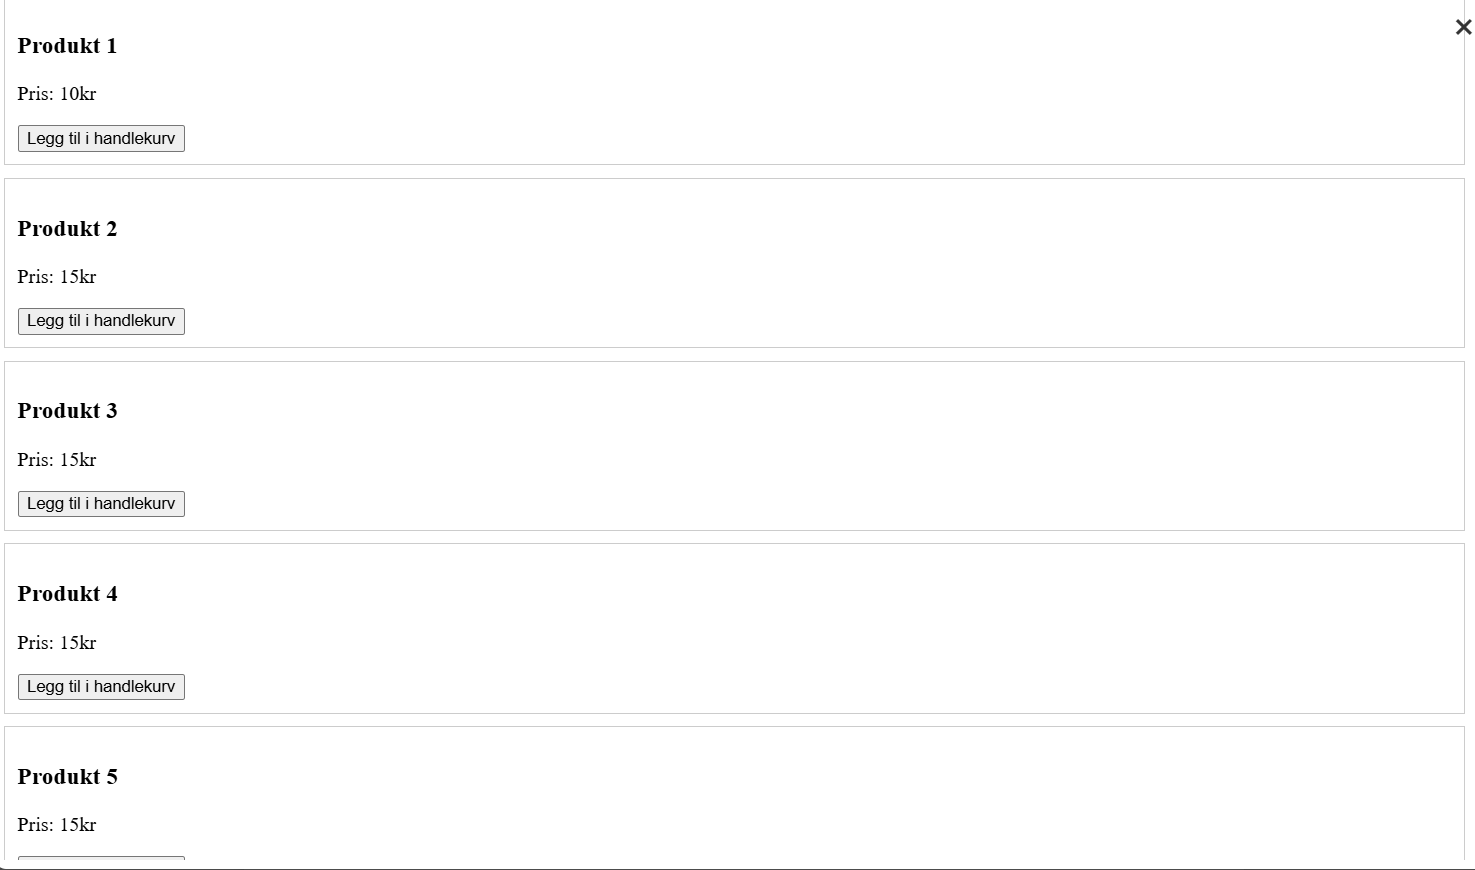 Produkt 1
Pris: 10kr
Legg til i handlekurv
Produkt 2
Pris: 15kr
Legg til i handlekurv
Produkt 3
Pris: 15kr
Legg til i handlekurv
Produkt 4
Pris: 15kr
Legg til i handlekurv
Produkt 5
Pris: 15kr